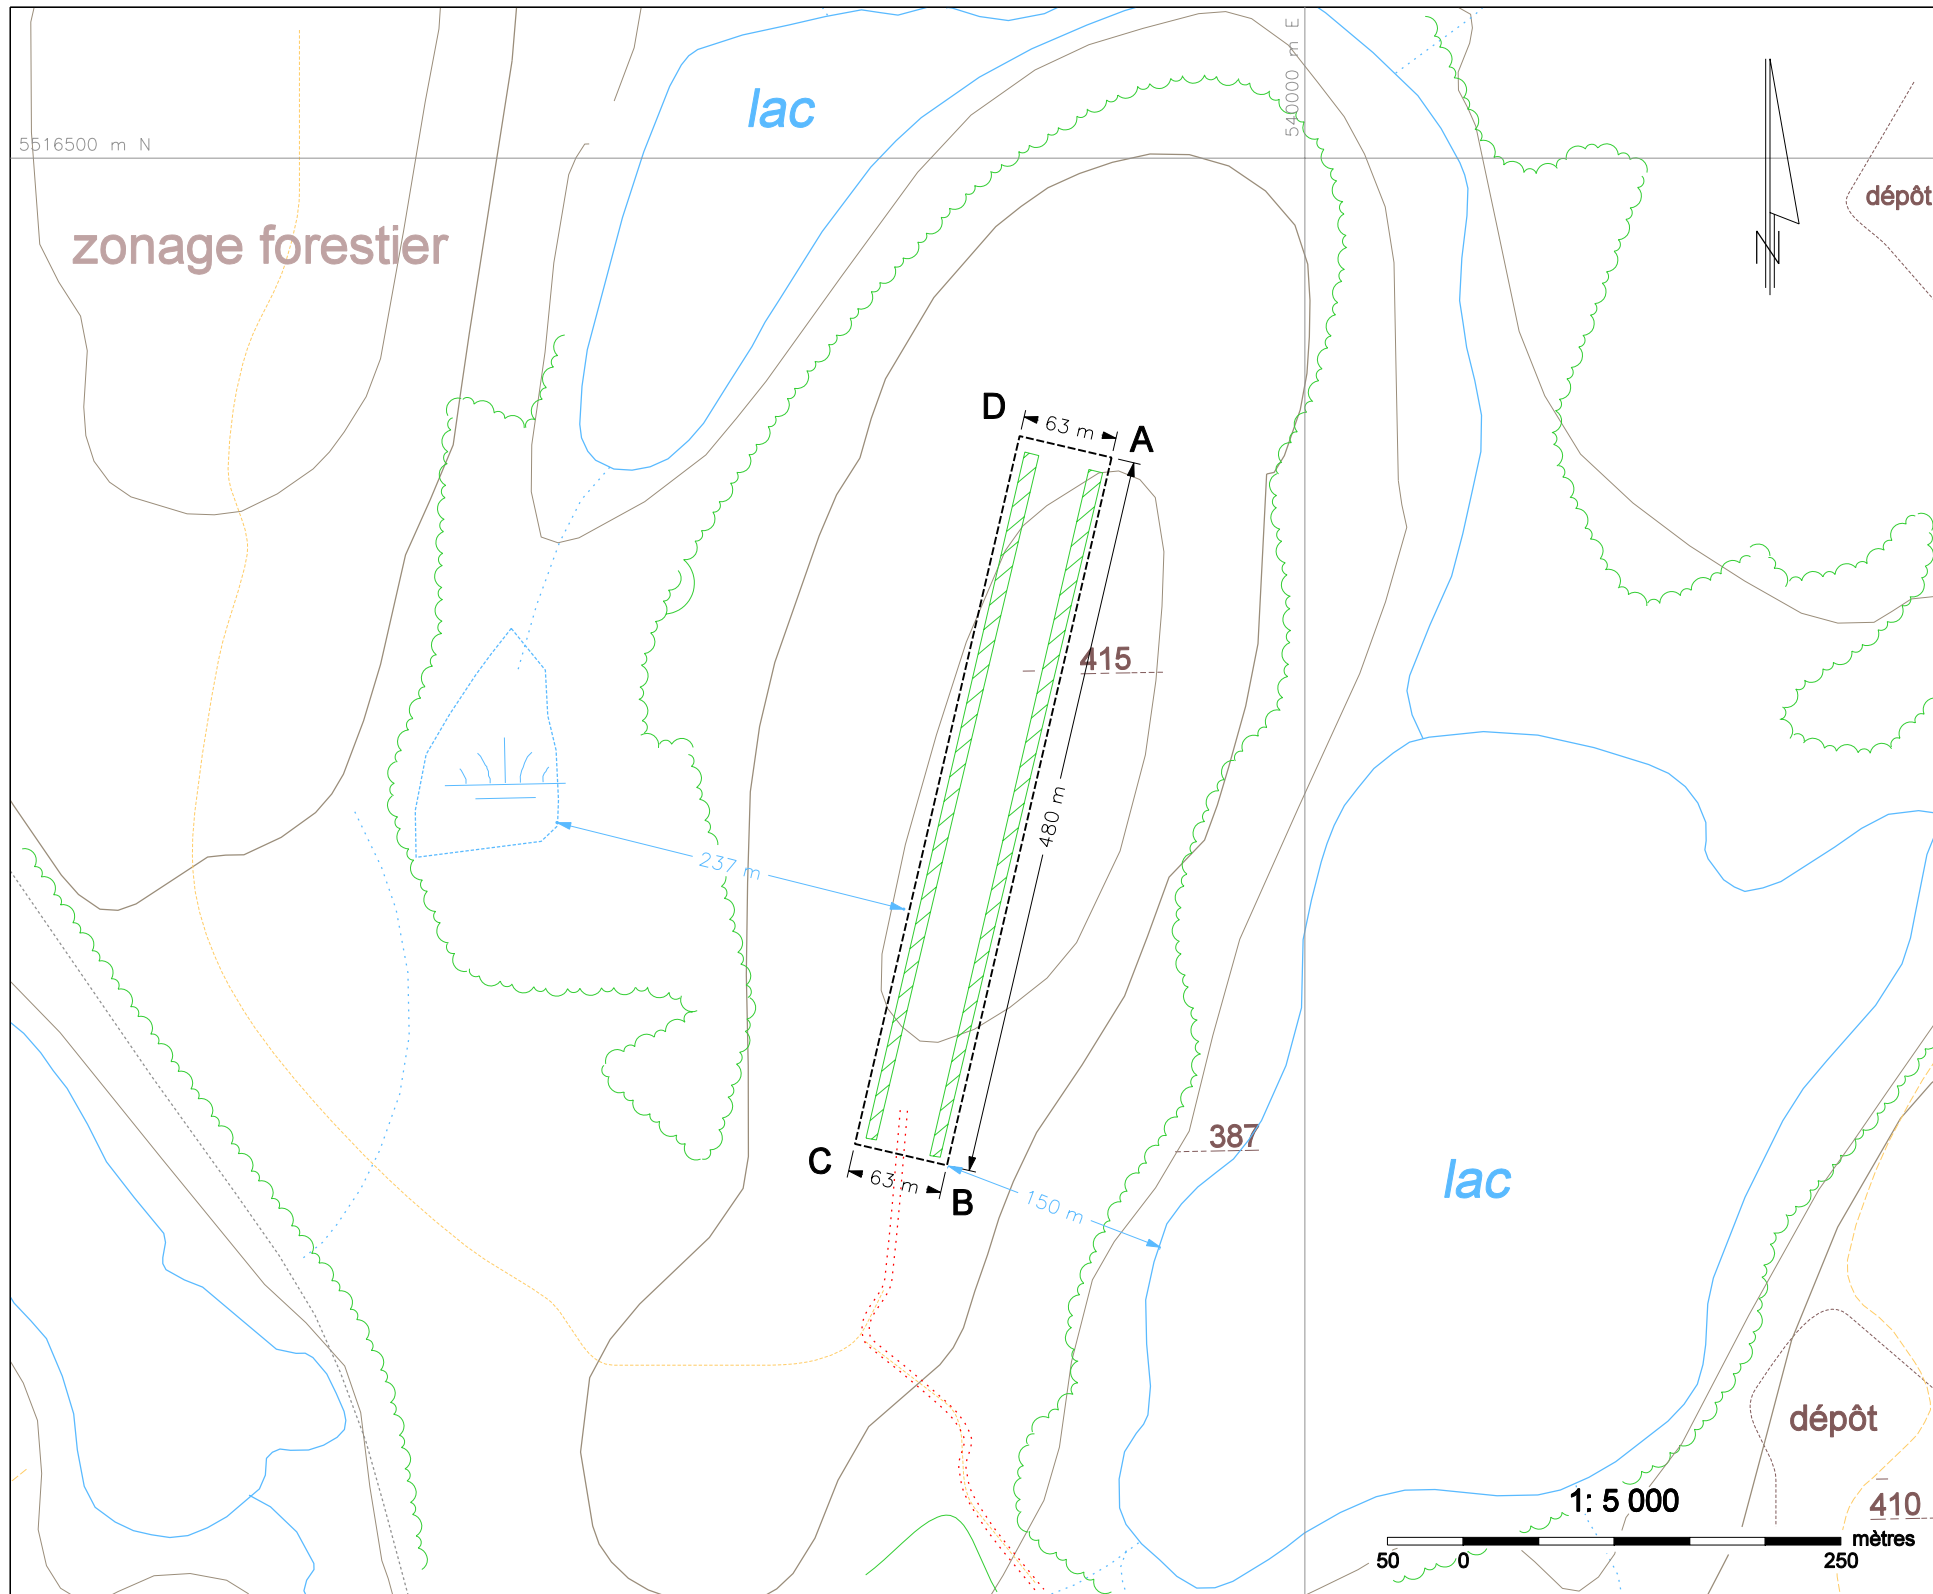 lac
540000 m E
5516500 m N
dépôt
N
zonage forestier
D
63 m
A
415
480 m
237 m
387
C
63 m
B
150 m
lac
dépôt
1: 5 000
410
mètres
50
0
250